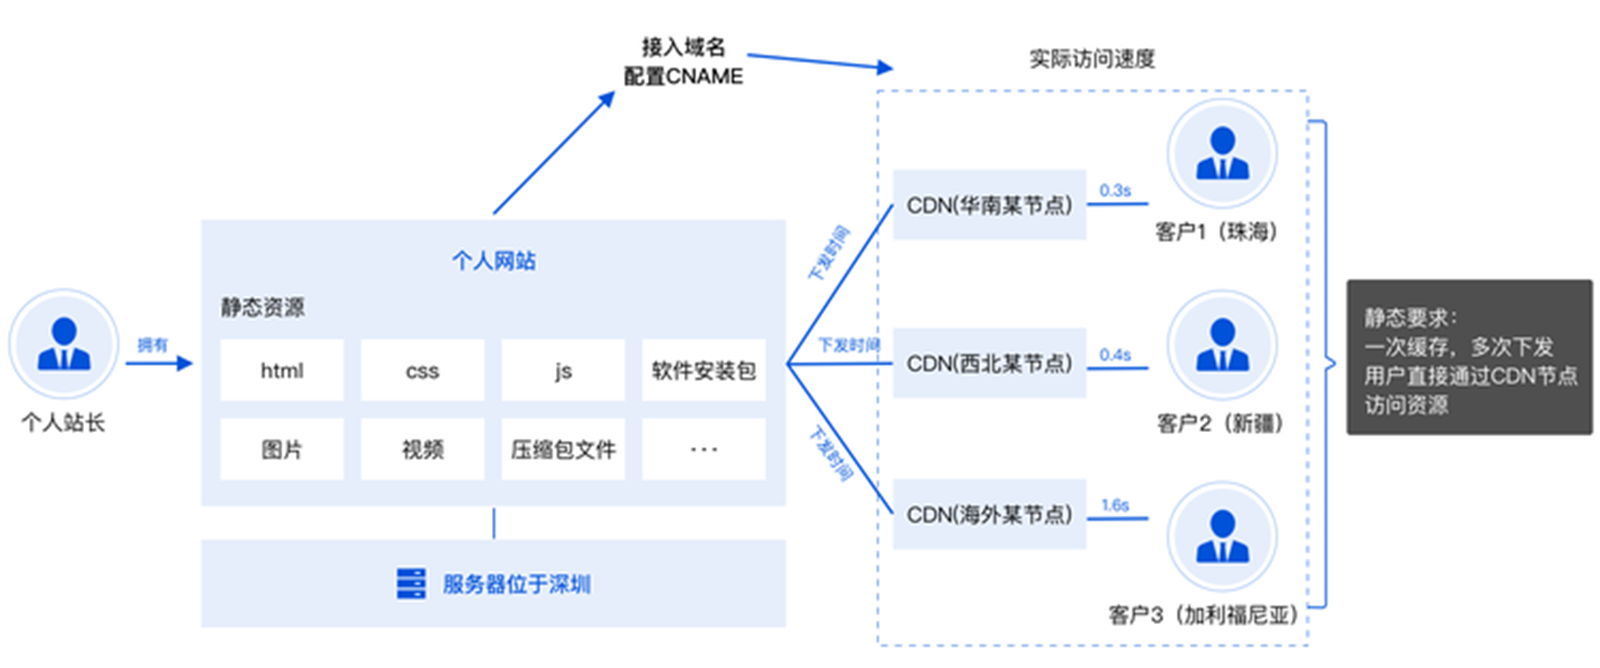 接入域名
配置CNAME
实际访问速度
个人网站
静态资源
html
css
js
软件安装包
图片
视频
压缩包文件
...
拥有
个人站长
服务器位于深圳
下发时间
下发时间
下发时间
CDN(华南某节点)
0.3s
客户1（珠海）
CDN(西北某节点)
0.4s
客户2（新疆）
CDN(海外某节点)
1.6s
客户3（加利福尼亚）
静态要求：
一次缓存，多次下发
用户直接通过CDN节点
访问资源